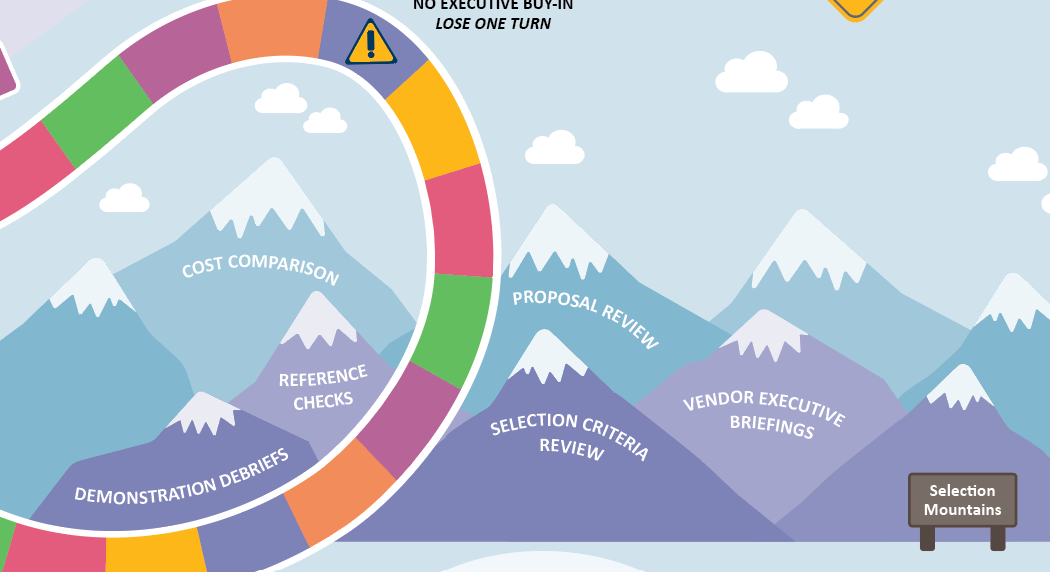 NO EXECUTIVE BUY-IN
LOSE ONE TURN
COST COMPARISON
PROPOSAL REVIEW
REFERENCE
CHECKS
VENDOR EXECUTIVE
BRIEFINGS
SELECTION CRITERIA
REVIEW
DEMONSTRATION DEBRIEFS
Selection
Mountains